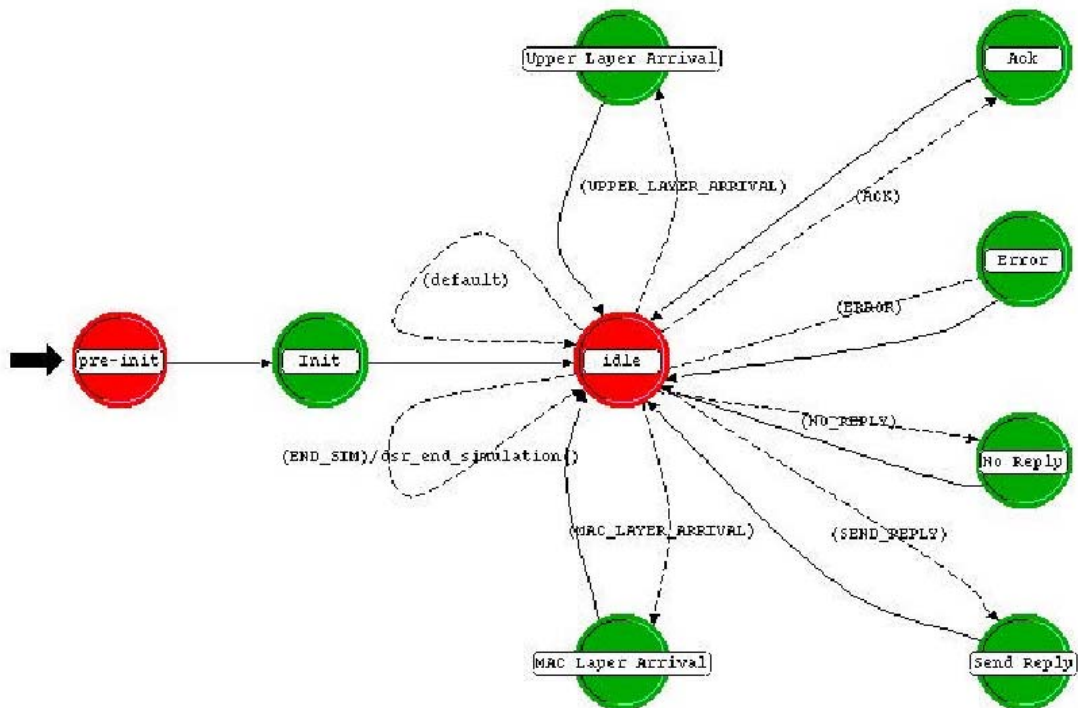 Upper Layer Arrival
Ack
(UPPER_LAYER_ARRIVAL)
(ACK)
Error
(default)
(ERROR)
pre-init
Init
idle
(NO_REPLY)
(END_SIM)/dsr_end_simulation()
No Reply
(MAC_LAYER_ARRIVAL)
(SEND_REPLY)
MAC Layer Arrival
Send Reply